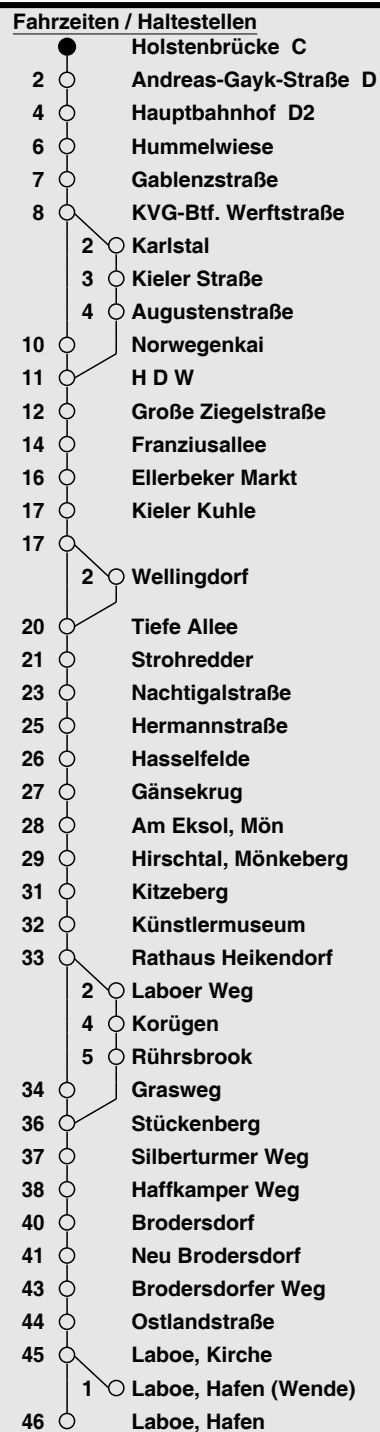 Fahrzeiten / Haltestellen
Holstenbrücke C
2 Andreas-Gayk-Straße D
4 Hauptbahnhof D2
6 Hummelwiese
7 Gablenzstraße
8 KVG-Btf. Werftstraße
2 Karlstal
3 Kieler Straße
4 Augustenstraße
10 Norwegenkai
11 H D W
12 Große Ziegelstraße
14 Franziusallee
16 Ellerbeker Markt
17 Kieler Kuhle
17
2 Wellingdorf
20 Tiefe Allee
21 Strohredder
23 Nachtigalstraße
25 Hermannstraße
26 Hasselfelde
27 Gänsekrug
28 Am Eksol, Mön
29 Hirschtal, Mönkeberg
31 Kitzeberg
32 Künstlermuseum
33 Rathaus Heikendorf
2 Laboer Weg
4 Korügen
5 Rührsbrook
34 Grasweg
36 Stückenberg
37 Silberturmer Weg
38 Haffkamper Weg
40 Brodersdorf
41 Neu Brodersdorf
43 Brodersdorfer Weg
44 Ostlandstraße
45 Laboe, Kirche
1 Laboe, Hafen (Wende)
46 Laboe, Hafen